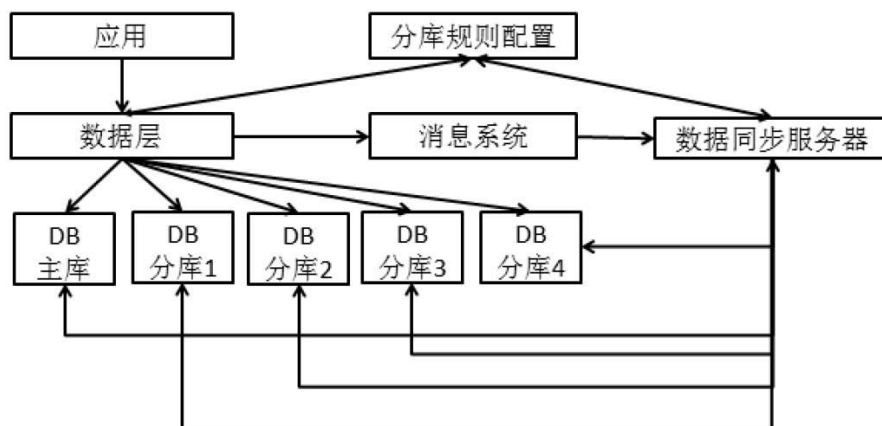 应用
分库规则配置
数据层
消息系统
数据同步服务器
DB
主库
DB
分库1
DB
分库2
DB
分库3
DB
分库4